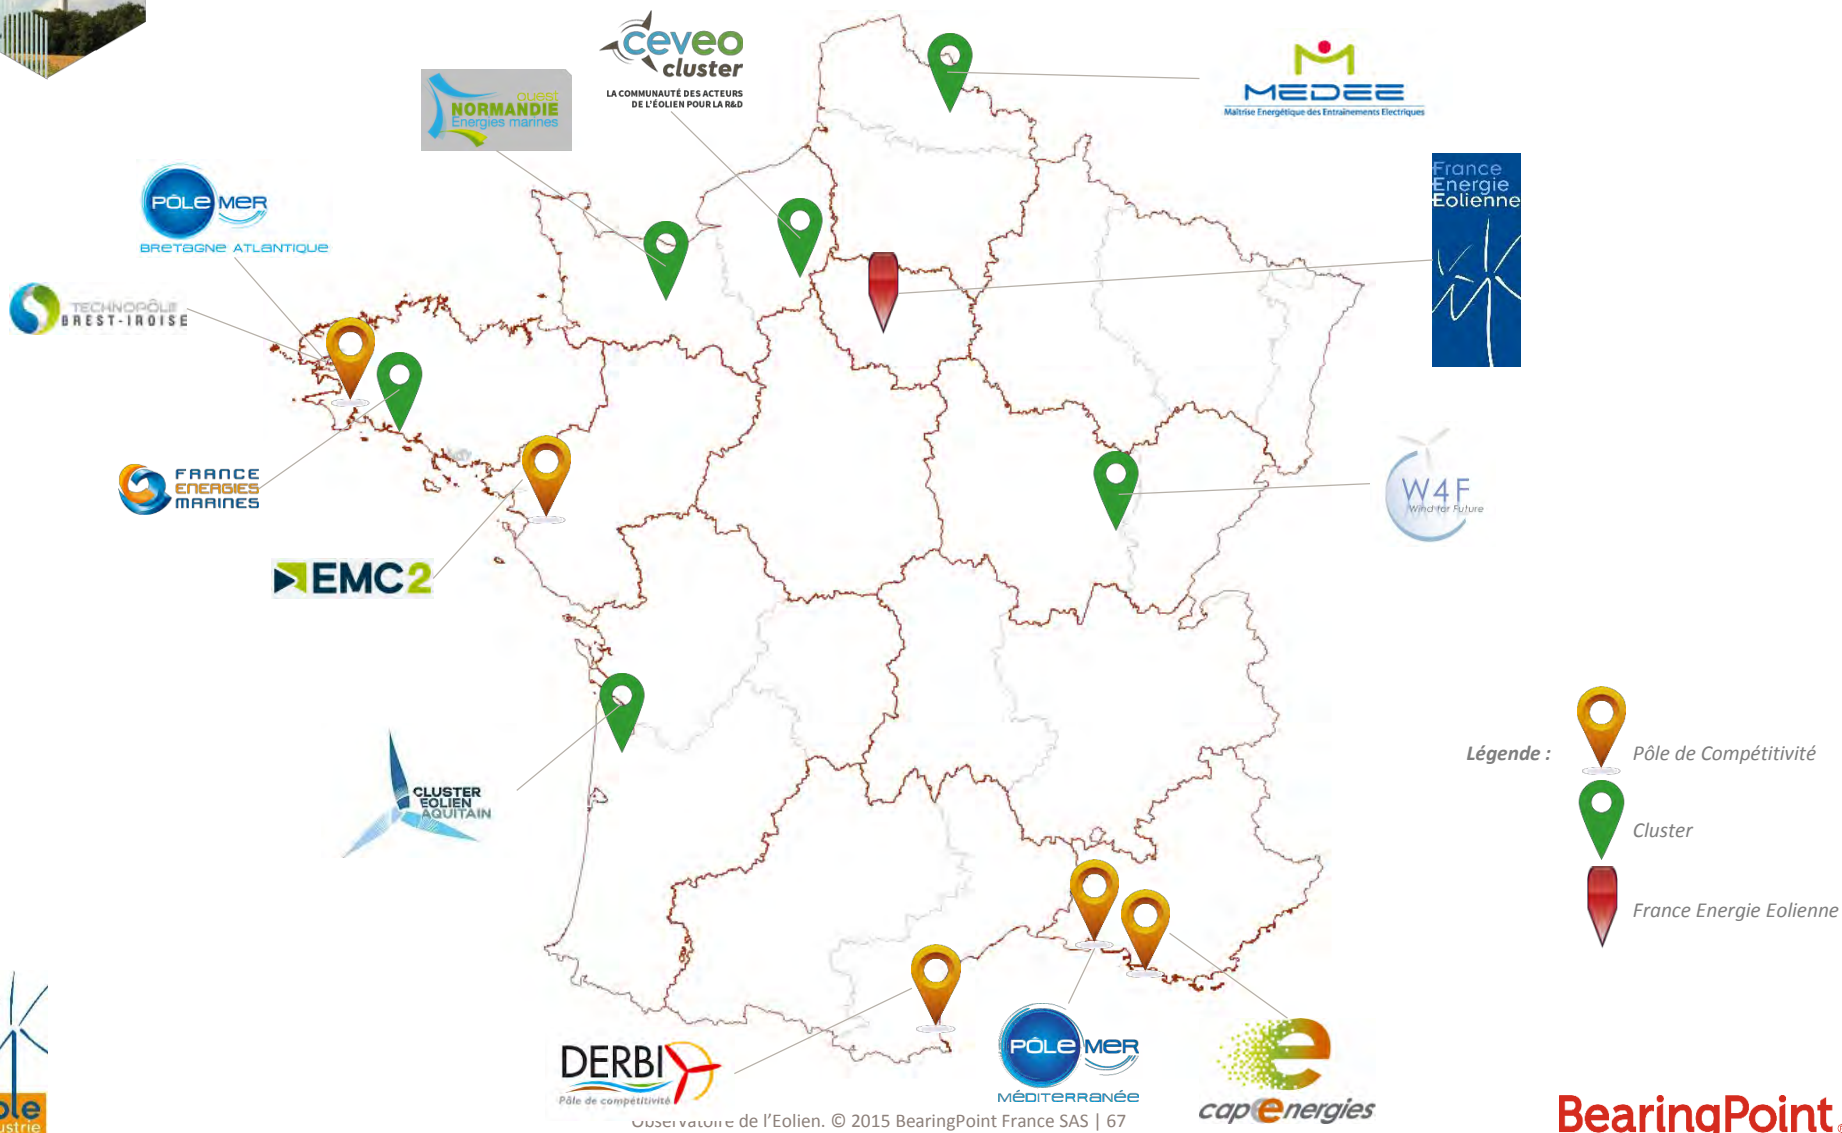 ceveo
cluster
LA COMMUNAUTÉ DES ACTEURS
DE L'ÉOLIEN POUR LA R&D
MEDEE
Maîtrise Energétique des Entraînements Electriques
ouest
NORMANDIE
Energies marines
France
Energie
Eolienne
PÔLE MER
BRETAGNE ATLANTIQUE
TECHNOPÔLE
BREST-IROISE
FRANCE
ENERGIES
MARINES
W4F
Wind for Future
EMC2
CLUSTER
EOLIEN
AQUITAIN
Légende :
Pôle de Compétitivité
Cluster
France Energie Eolienne
DERBI
Pôle de compétitivité
PÔLE MER
MÉDITERRANÉE
capenergies
Observatoire de l'Eolien. © 2015 BearingPoint France SAS | 67
BearingPoint®